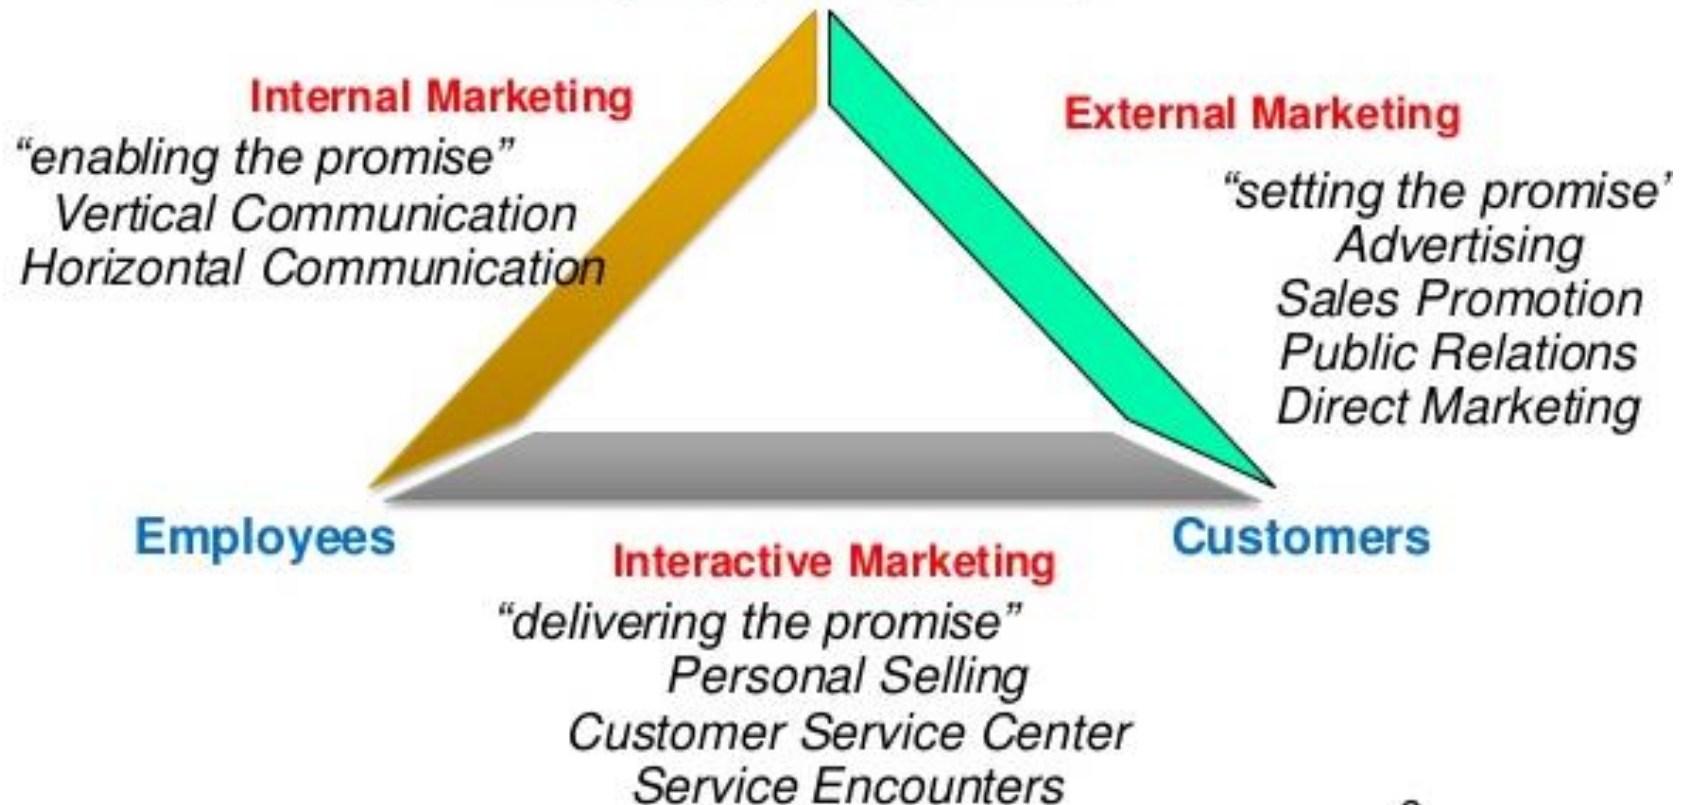 Internal Marketing
“enabling the promise”
Vertical Communication
Horizontal Communication
External Marketing
“setting the promise’
Advertising
Sales Promotion
Public Relations
Direct Marketing
Employees
Customers
Interactive Marketing
“delivering the promise”
Personal Selling
Customer Service Center
Service Encounters